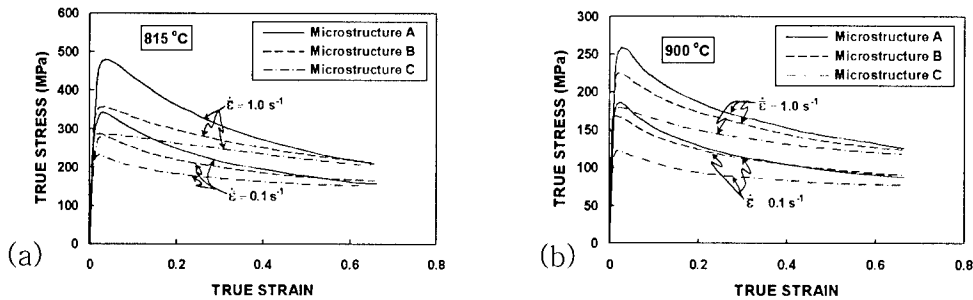 815 °C
Microstructure A
Microstructure B
Microstructure C
ε̇ = 1.0 s⁻¹
ε̇ = 0.1 s⁻¹
TRUE STRESS (MPa)
600
500
400
300
200
100
0
0
0.2
0.4
0.6
0.8
TRUE STRAIN
(a)
900 °C
Microstructure A
Microstructure B
Microstructure C
ε̇ = 1.0 s⁻¹
ε̇ 0.1 s⁻¹
TRUE STRESS (MPa)
300
250
200
150
100
50
0
0
0.2
0.4
0.6
0.8
TRUE STRAIN
(b)